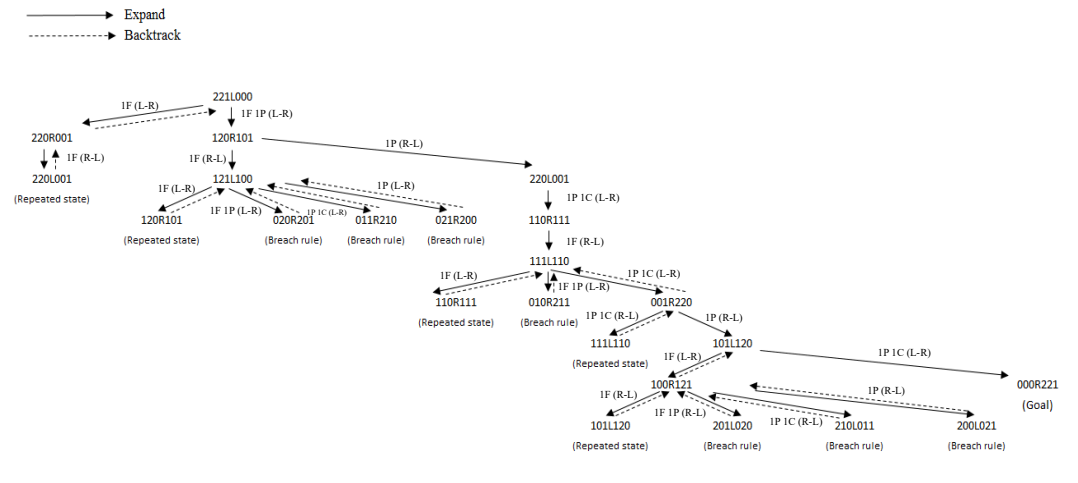 Expand
Backtrack
221L000
1F (L-R)
1F 1P (L-R)
220R001
120R101
1P (R-L)
1F (R-L)
1F (R-L)
220L001
121L100
220L001
(Repeated state)
1F (L-R)
1P (L-R)
1P 1C (L-R)
1F 1P (L-R)
1P 1C (L-R)
120R101
020R201
011R210
021R200
110R111
(Repeated state)
(Breach rule)
(Breach rule)
(Breach rule)
1F (R-L)
111L110
1F (L-R)
1P 1C (L-R)
1F 1P (L-R)
110R111
010R211
001R220
(Repeated state)
(Breach rule)
1P 1C (R-L)
1P (R-L)
111L110
101L120
(Repeated state)
1F (L-R)
1P 1C (L-R)
100R121
000R221
1F (R-L)
1P (R-L)
(Goal)
1F 1P (R-L)
1P 1C (R-L)
101L120
201L020
210L011
200L021
(Repeated state)
(Breach rule)
(Breach rule)
(Breach rule)